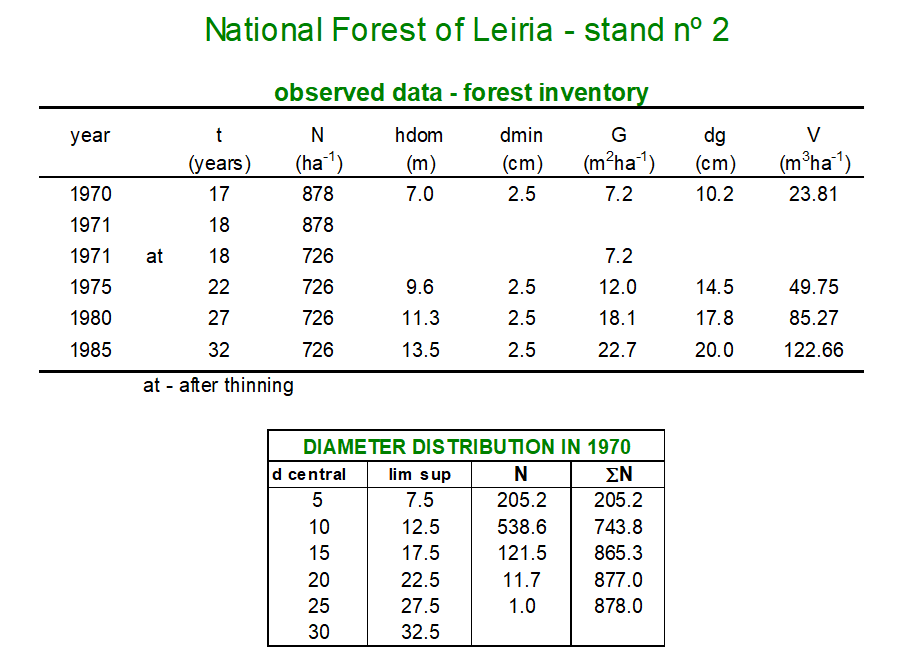 National Forest of Leiria - stand nº 2
observed data - forest inventory
year t N hdom dmin G dg V
(years) (ha⁻¹) (m) (cm) (m²ha⁻¹) (cm) (m³ha⁻¹)
1970 17 878 7.0 2.5 7.2 10.2 23.81
1971 18 878
1971 at 18 726 7.2
1975 22 726 9.6 2.5 12.0 14.5 49.75
1980 27 726 11.3 2.5 18.1 17.8 85.27
1985 32 726 13.5 2.5 22.7 20.0 122.66
at - after thinning
DIAMETER DISTRIBUTION IN 1970
d central lim sup N ΣN
5 7.5 205.2 205.2
10 12.5 538.6 743.8
15 17.5 121.5 865.3
20 22.5 11.7 877.0
25 27.5 1.0 878.0
30 32.5